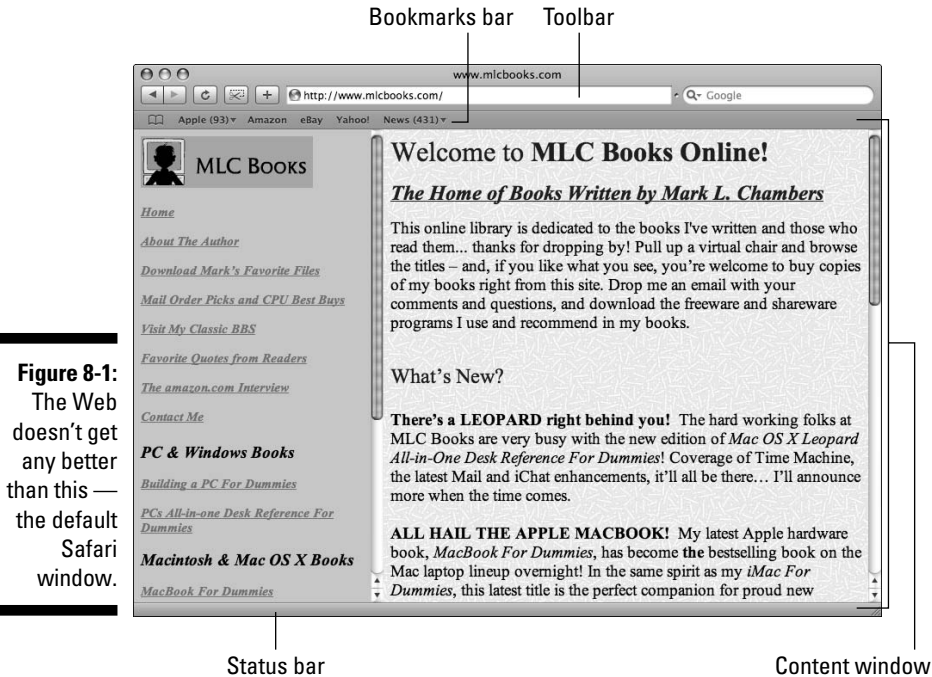 Bookmarks bar
Toolbar
www.mlcbooks.com
http://www.mlcbooks.com/
Google
Apple (93)
Amazon
eBay
Yahoo!
News (431)
MLC BOOKS
Home
About The Author
Download Mark's Favorite Files
Mail Order Picks and CPU Best Buys
Visit My Classic BBS
Favorite Quotes from Readers
The amazon.com Interview
Contact Me
PC & Windows Books
Building a PC For Dummies
PCs All-in-one Desk Reference For
Dummies
Macintosh & Mac OS X Books
MacBook For Dummies
Welcome to MLC Books Online!
The Home of Books Written by Mark L. Chambers
This online library is dedicated to the books I've written and those who
read them... thanks for dropping by! Pull up a virtual chair and browse
the titles – and, if you like what you see, you're welcome to buy copies
of my books right from this site. Drop me an email with your
comments and questions, and download the freeware and shareware
programs I use and recommend in my books.
What's New?
There's a LEOPARD right behind you! The hard working folks at
MLC Books are very busy with the new edition of Mac OS X Leopard
All-in-One Desk Reference For Dummies! Coverage of Time Machine,
the latest Mail and iChat enhancements, it'll all be there… I'll announce
more when the time comes.
ALL HAIL THE APPLE MACBOOK! My latest Apple hardware
book, MacBook For Dummies, has become the bestselling book on the
Mac laptop lineup overnight! In the same spirit as my iMac For
Dummies, this latest title is the perfect companion for proud new
Figure 8-1:
The Web
doesn't get
any better
than this —
the default
Safari
window.
Status bar
Content window